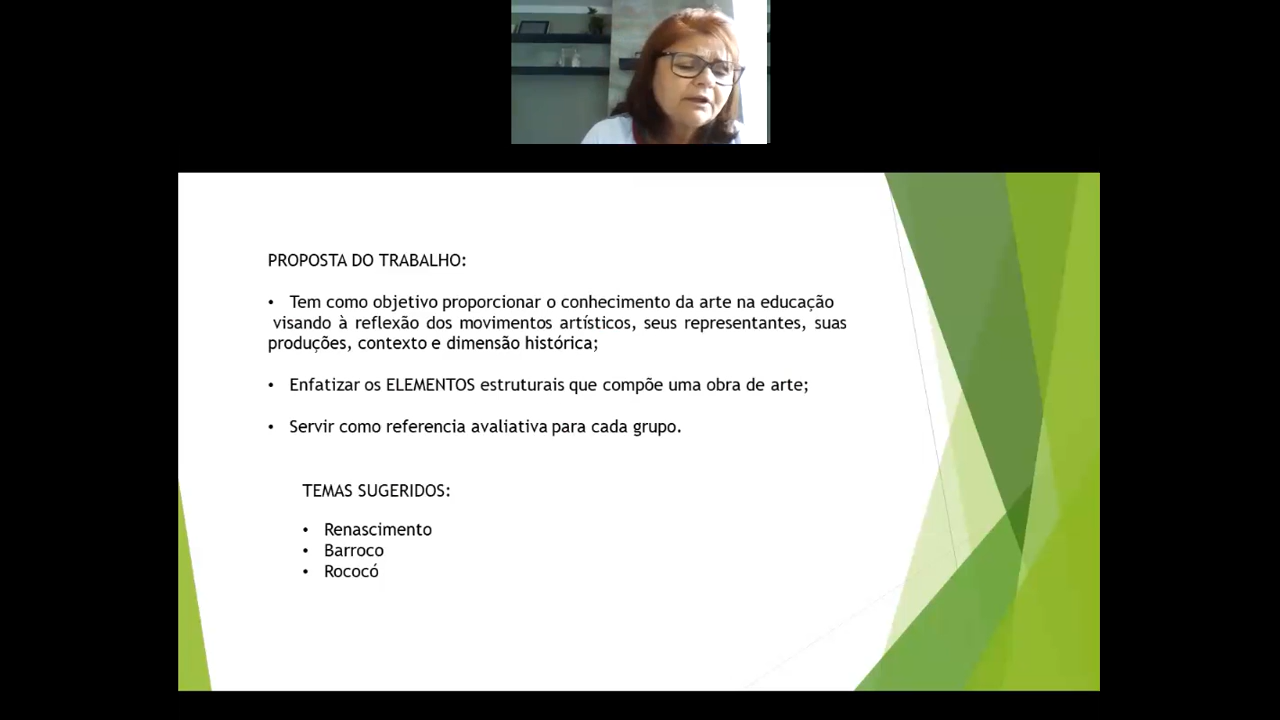 PROPOSTA DO TRABALHO:
• Tem como objetivo proporcionar o conhecimento da arte na educação
visando à reflexão dos movimentos artísticos, seus representantes, suas
produções, contexto e dimensão histórica;
• Enfatizar os ELEMENTOS estruturais que compõe uma obra de arte;
• Servir como referencia avaliativa para cada grupo.
TEMAS SUGERIDOS:
• Renascimento
• Barroco
• Rococó